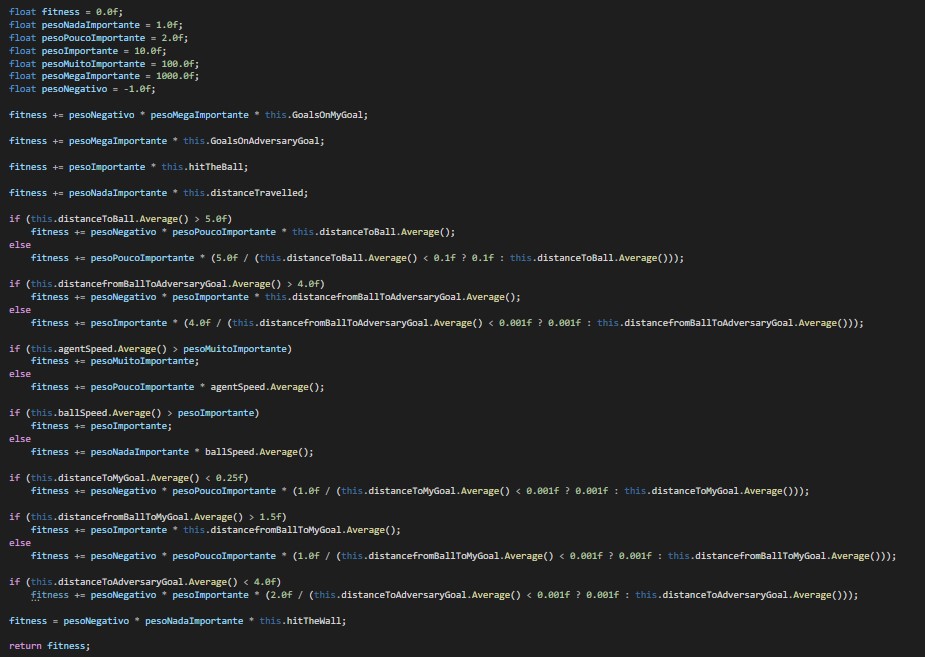 float fitness = 0.0f;
float pesoNadaImportante = 1.0f;
float pesoPoucoImportante = 2.0f;
float pesoImportante = 10.0f;
float pesoMuitoImportante = 100.0f;
float pesoMegaImportante = 1000.0f;
float pesoNegativo = -1.0f;
fitness += pesoNegativo * pesoMegaImportante * this.GoalsOnMyGoal;
fitness += pesoMegaImportante * this.GoalsOnAdversaryGoal;
fitness += pesoImportante * this.hitTheBall;
fitness += pesoNadaImportante * this.distanceTravelled;
if (this.distanceToBall.Average() > 5.0f)
fitness += pesoNegativo * pesoPoucoImportante * this.distanceToBall.Average();
else
fitness += pesoPoucoImportante * (5.0f / (this.distanceToBall.Average() < 0.1f ? 0.1f : this.distanceToBall.Average()));
if (this.distancefromBallToAdversaryGoal.Average() > 4.0f)
fitness += pesoNegativo * pesoImportante * this.distancefromBallToAdversaryGoal.Average();
else
fitness += pesoImportante * (4.0f / (this.distancefromBallToAdversaryGoal.Average() < 0.001f ? 0.001f : this.distancefromBallToAdversaryGoal.Average()));
if (this.agentSpeed.Average() > pesoMuitoImportante)
fitness += pesoMuitoImportante;
else
fitness += pesoPoucoImportante * agentSpeed.Average();
if (this.ballSpeed.Average() > pesoImportante)
fitness += pesoImportante;
else
fitness += pesoNadaImportante * ballSpeed.Average();
if (this.distanceToMyGoal.Average() < 0.25f)
fitness += pesoNegativo * pesoPoucoImportante * (1.0f / (this.distanceToMyGoal.Average() < 0.001f ? 0.001f : this.distanceToMyGoal.Average()));
if (this.distancefromBallToMyGoal.Average() > 1.5f)
fitness += pesoImportante * this.distancefromBallToMyGoal.Average();
else
fitness += pesoNegativo * pesoPoucoImportante * (1.0f / (this.distancefromBallToMyGoal.Average() < 0.001f ? 0.001f : this.distancefromBallToMyGoal.Average()));
if (this.distanceToAdversaryGoal.Average() < 4.0f)
fitness += pesoNegativo * pesoImportante * (2.0f / (this.distanceToAdversaryGoal.Average() < 0.001f ? 0.001f : this.distanceToAdversaryGoal.Average()));
fitness = pesoNegativo * pesoNadaImportante * this.hitTheWall;
return fitness;